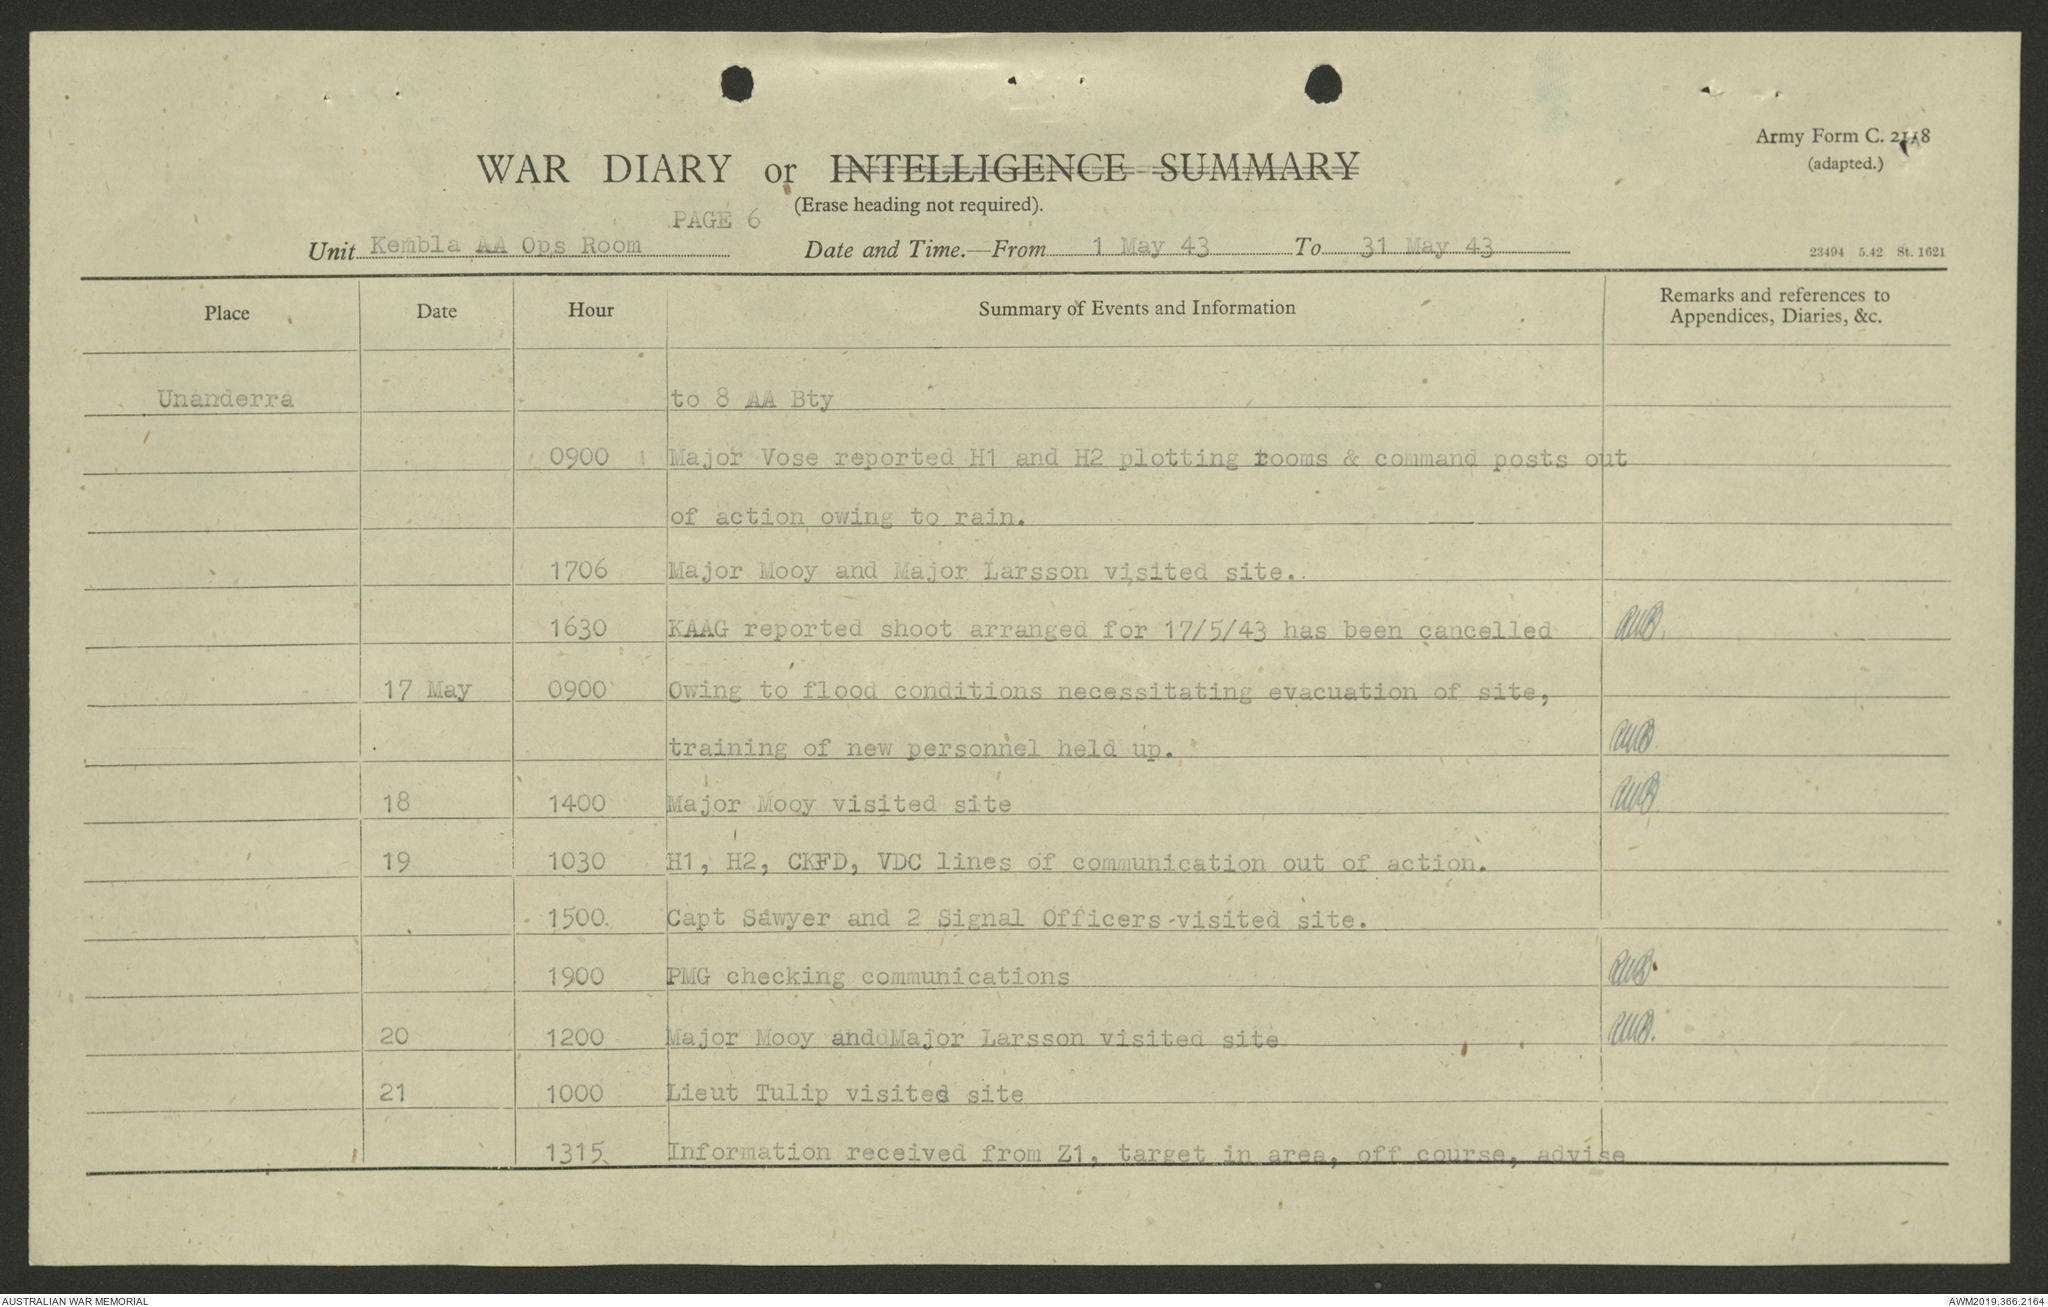 Army Form C. 2118
(adapted.)
WAR DIARY or INTELLIGENCE SUMMARY
(Erase heading not required).
PAGE 6
Unit Kembla AA Ops Room Date and Time.—From 1 May 43 To 31 May 43
23494 5.42 St. 1621
Place Date Hour Summary of Events and Information Remarks and references to
Appendices, Diaries, &c.
Unanderra to 8 AA Bty
0900 Major Vose reported H1 and H2 plotting rooms & command posts out
of action owing to rain.
1706 Major Mooy and Major Larsson visited site.
1630 KAAG reported shoot arranged for 17/5/43 has been cancelled
17 May 0900 Owing to flood conditions necessitating evacuation of site,
training of new personnel held up.
18 1400 Major Mooy visited site
19 1030 H1, H2, CKFD, VDC lines of communication out of action.
1500 Capt Sawyer and 2 Signal Officers visited site.
1900 PMG checking communications
20 1200 Major Mooy and Major Larsson visited site
21 1000 Lieut Tulip visited site
1315 Information received from Z1, target in area, off course, advise
AUSTRALIAN WAR MEMORIAL AWM2019.366.2164